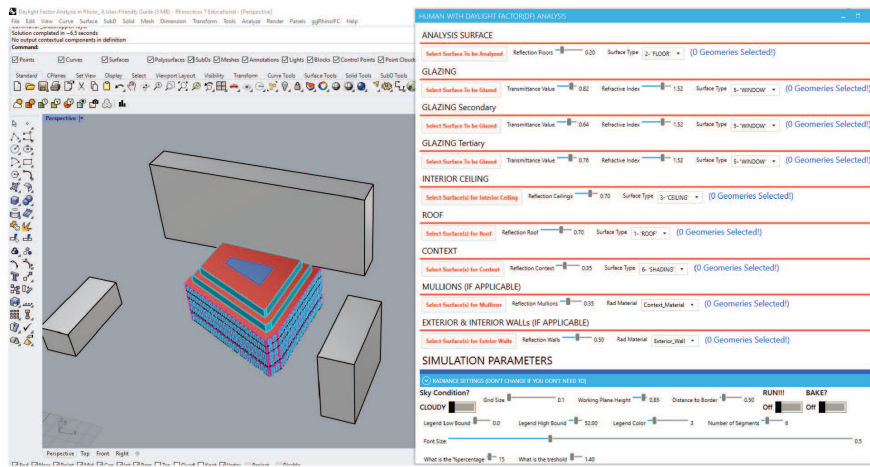 Daylight Factor Analysis in Rhino_ A User-Friendly Guide (3 MB) - Rhinoceros 7 Educational - [Perspective]
File Edit View Curve Surface SubD Solid Mesh Dimension Transform Tools Analyze Render Panels ggRhinoIFC Help
Solution completed in ~6.5 seconds
No output contextual components in definition
Command:
Points Curves Surfaces Polysurfaces SubDs Meshes Annotations Lights Blocks Control Points Point Clouds
Standard CPlanes Set View Display Select Viewport Layout Visibility Transform Curve Tools Surface Tools Solid Tools SubD Tools
Perspective
Perspective Top Front Right
HUMAN WITH DAYLIGHT FACTOR(DF) ANALYSIS
ANALYSIS SURFACE
Select Surface To be Analysed Reflection Floors 0.20 Surface Type 2- 'FLOOR' (0 Geometries Selected!)
GLAZING
Select Surface To be Glazed Transmittance Value 0.82 Refractive Index 1.52 Surface Type 5- 'WINDOW' (0 Geometries Selected!)
GLAZING Secondary
Select Surface To be Glazed Transmittance Value 0.64 Refractive Index 1.52 Surface Type 5- 'WINDOW' (0 Geometries Selected!)
GLAZING Tertiary
Select Surface To be Glazed Transmittance Value 0.76 Refractive Index 1.52 Surface Type 5- 'WINDOW' (0 Geometries Selected!)
INTERIOR CEILING
Select Surface(s) for Interior Ceiling Reflection Ceilings 0.70 Surface Type 3- 'CEILING' (0 Geometries Selected!)
ROOF
Select Surface(s) for Roof Reflection Roof 0.70 Surface Type 1- 'ROOF' (0 Geometries Selected!)
CONTEXT
Select Surface(s) for Context Reflection Context 0.35 Surface Type 6- 'SHADING' (0 Geometries Selected!)
MULLIONS (IF APPLICABLE)
Select Surface(s) for Mullions Reflection Mullions 0.35 Rad Material Context_Material (0 Geometries Selected!)
EXTERIOR & INTERIOR WALLs (IF APPLICABLE)
Select Surface(s) for Exterior Walls Reflection Walls 0.50 Rad Material Exterior_Wall (0 Geometries Selected!)
SIMULATION PARAMETERS
RADIANCE SETTINGS (DON'T CHANGE IF YOU DON'T NEED TO)
Sky Condition? RUN!!! BAKE?
CLOUDY Grid Size 0.1 Working Plane Height 0.85 Distance to Border 0.50 Off Off
Legend Low Bound 0.0 Legend High Bound 52.00 Legend Color 3 Number of Segments 6
Font Size 0.5
What is the %percentage 15 What is the treshold 1.40